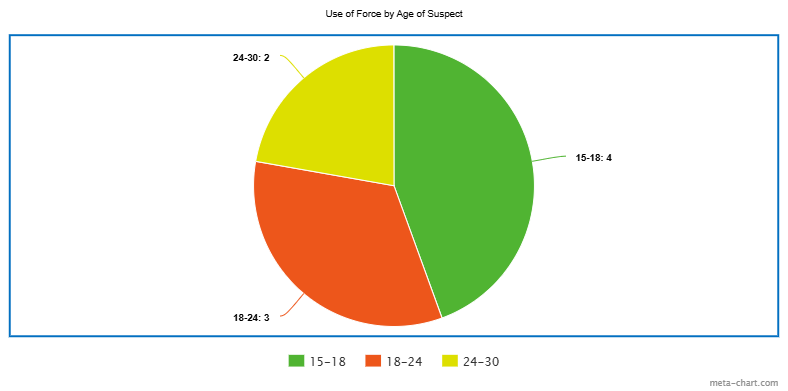 Use of Force by Age of Suspect
24-30: 2
15-18: 4
18-24: 3
15-18 18-24 24-30
meta-chart.com